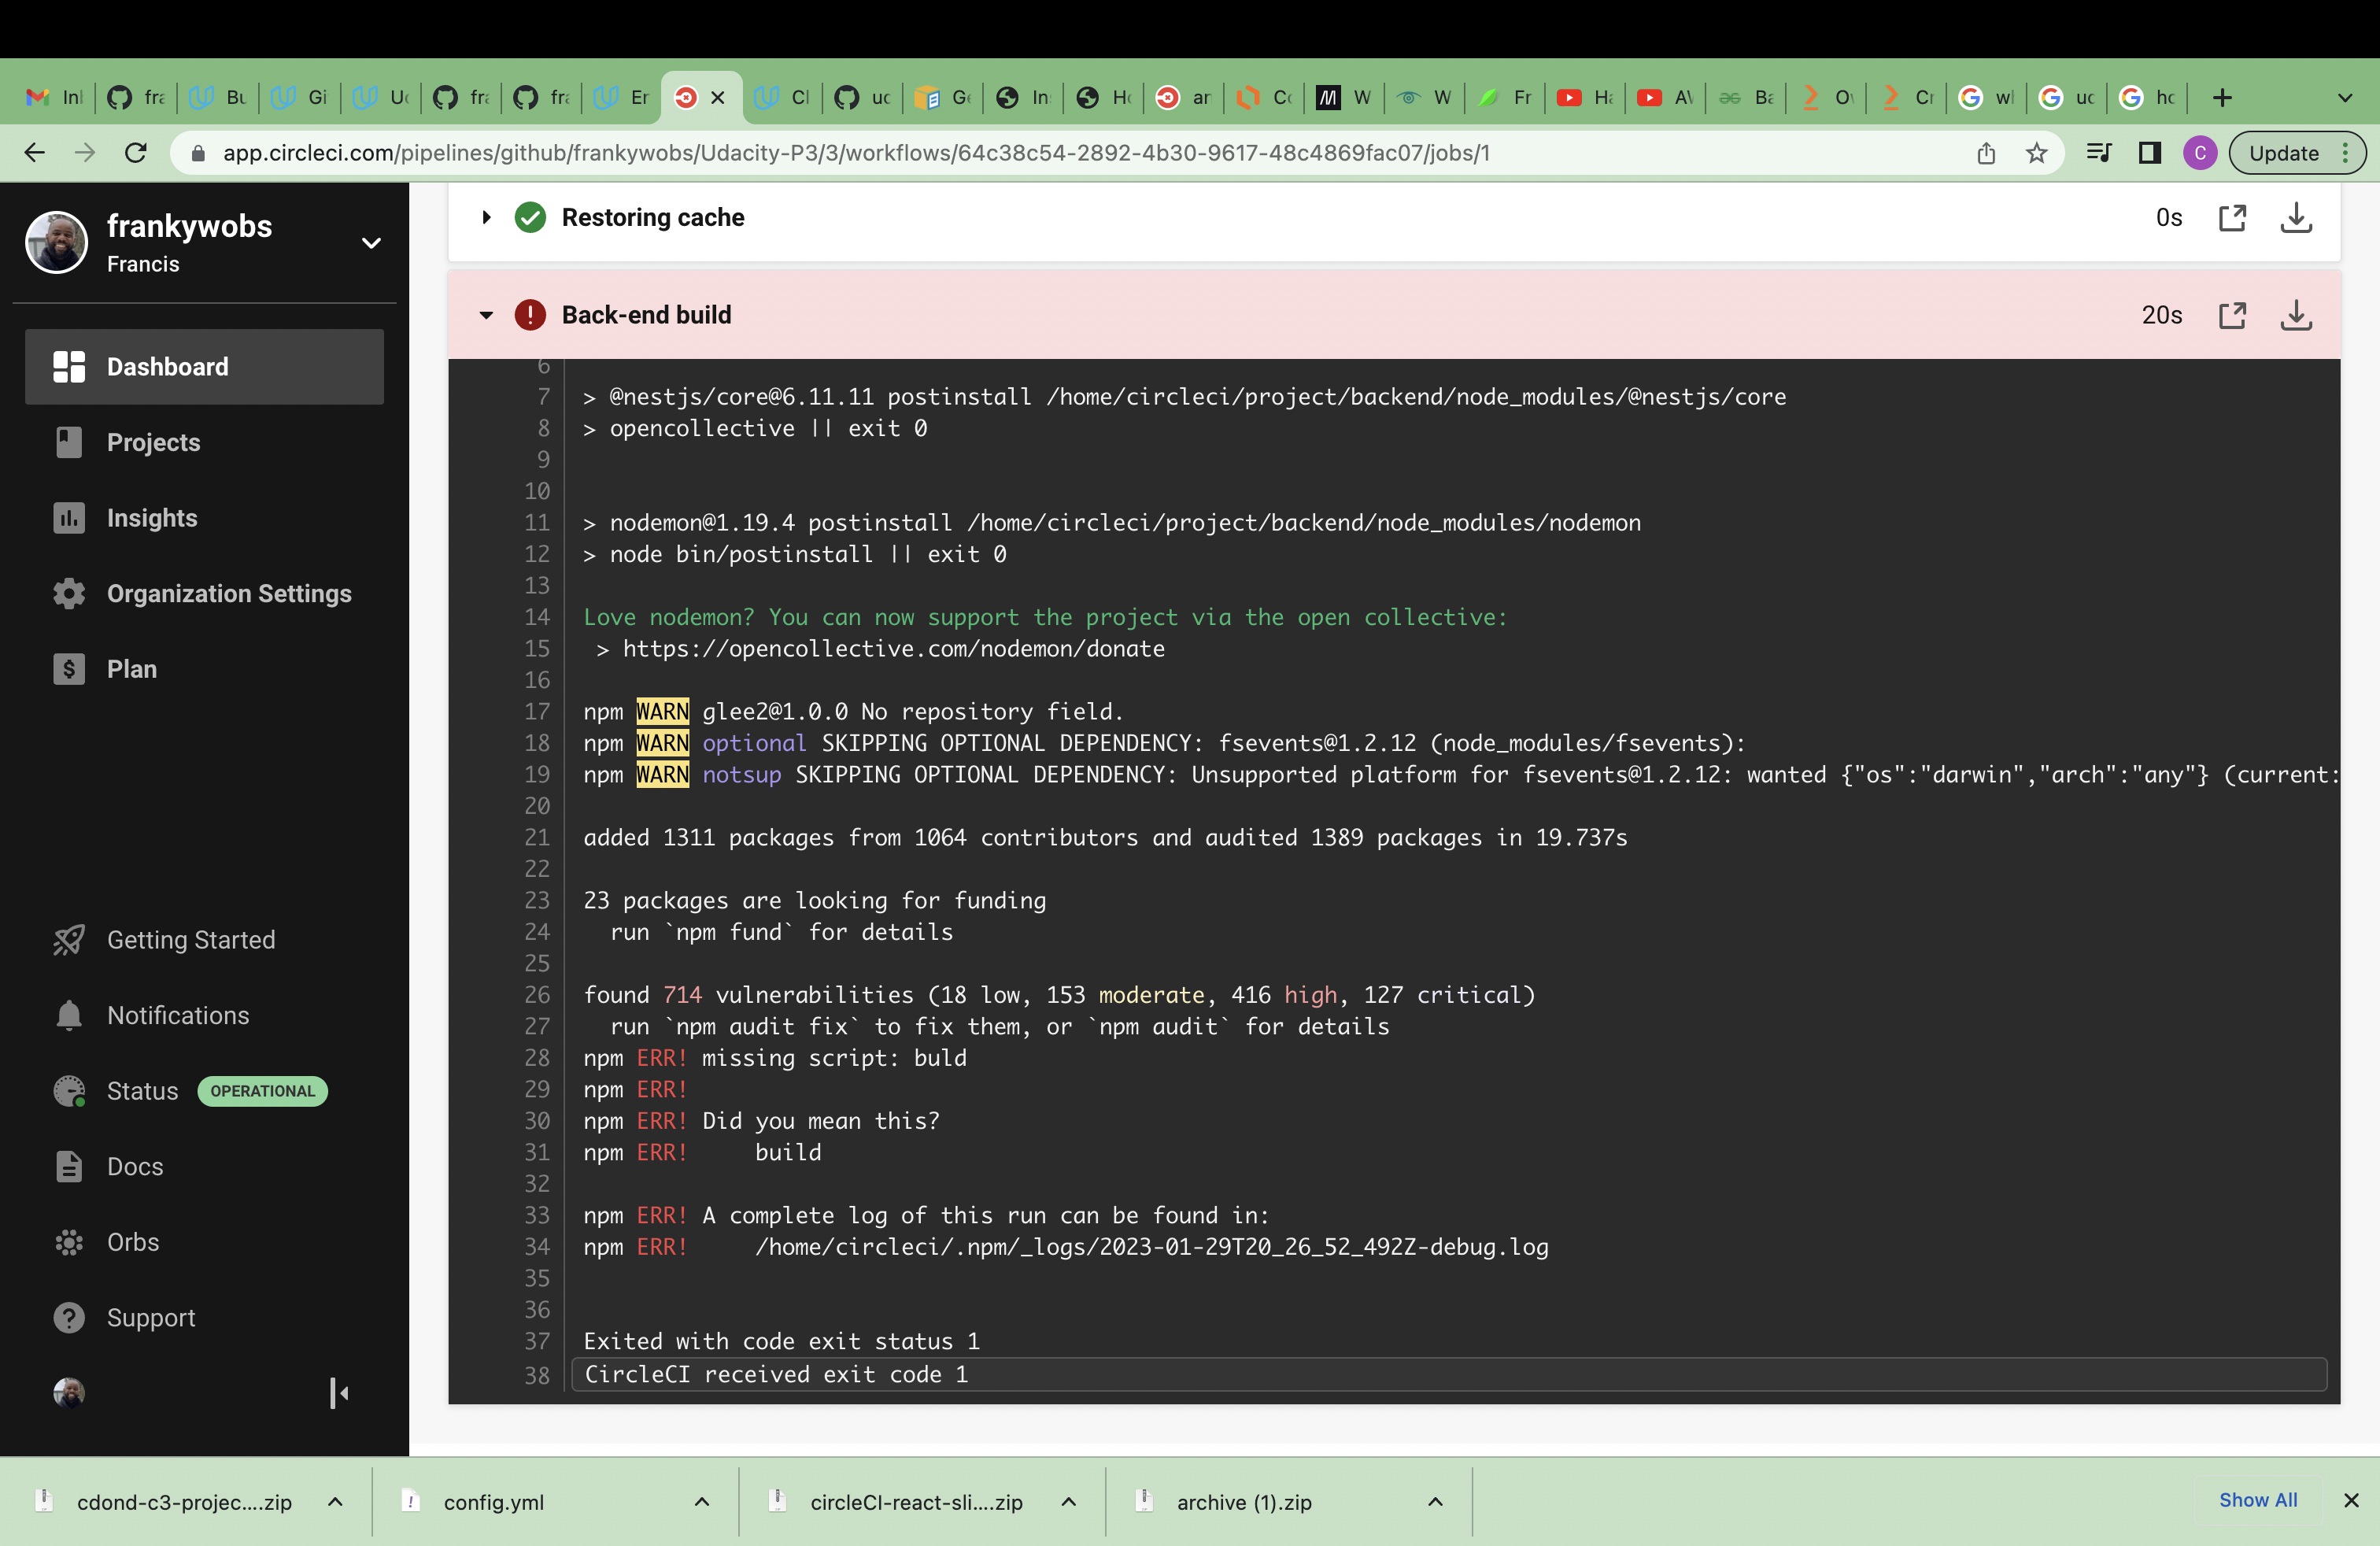 In
fra
Bu
Gi
Uc
fra
fra
Er
Cl
uc
Ge
In
Ho
ar
Co
W
W
Fr
Ha
AV
Ba
O
Cr
wl
uc
ho
app.circleci.com/pipelines/github/frankywobs/Udacity-P3/3/workflows/64c38c54-2892-4b30-9617-48c4869fac07/jobs/1
C
Update
frankywobs
Francis
Dashboard
Projects
Insights
Organization Settings
Plan
Getting Started
Notifications
Status OPERATIONAL
Docs
Orbs
Support
Restoring cache 0s
Back-end build 20s
6
7 > @nestjs/core@6.11.11 postinstall /home/circleci/project/backend/node_modules/@nestjs/core
8 > opencollective || exit 0
9
10
11 > nodemon@1.19.4 postinstall /home/circleci/project/backend/node_modules/nodemon
12 > node bin/postinstall || exit 0
13
14 Love nodemon? You can now support the project via the open collective:
15 > https://opencollective.com/nodemon/donate
16
17 npm WARN glee2@1.0.0 No repository field.
18 npm WARN optional SKIPPING OPTIONAL DEPENDENCY: fsevents@1.2.12 (node_modules/fsevents):
19 npm WARN notsup SKIPPING OPTIONAL DEPENDENCY: Unsupported platform for fsevents@1.2.12: wanted {"os":"darwin","arch":"any"} (current:
20
21 added 1311 packages from 1064 contributors and audited 1389 packages in 19.737s
22
23 23 packages are looking for funding
24 run `npm fund` for details
25
26 found 714 vulnerabilities (18 low, 153 moderate, 416 high, 127 critical)
27 run `npm audit fix` to fix them, or `npm audit` for details
28 npm ERR! missing script: buld
29 npm ERR!
30 npm ERR! Did you mean this?
31 npm ERR! build
32
33 npm ERR! A complete log of this run can be found in:
34 npm ERR! /home/circleci/.npm/_logs/2023-01-29T20_26_52_492Z-debug.log
35
36
37 Exited with code exit status 1
38 CircleCI received exit code 1
cdond-c3-projec....zip
config.yml
circleCI-react-sli....zip
archive (1).zip
Show All